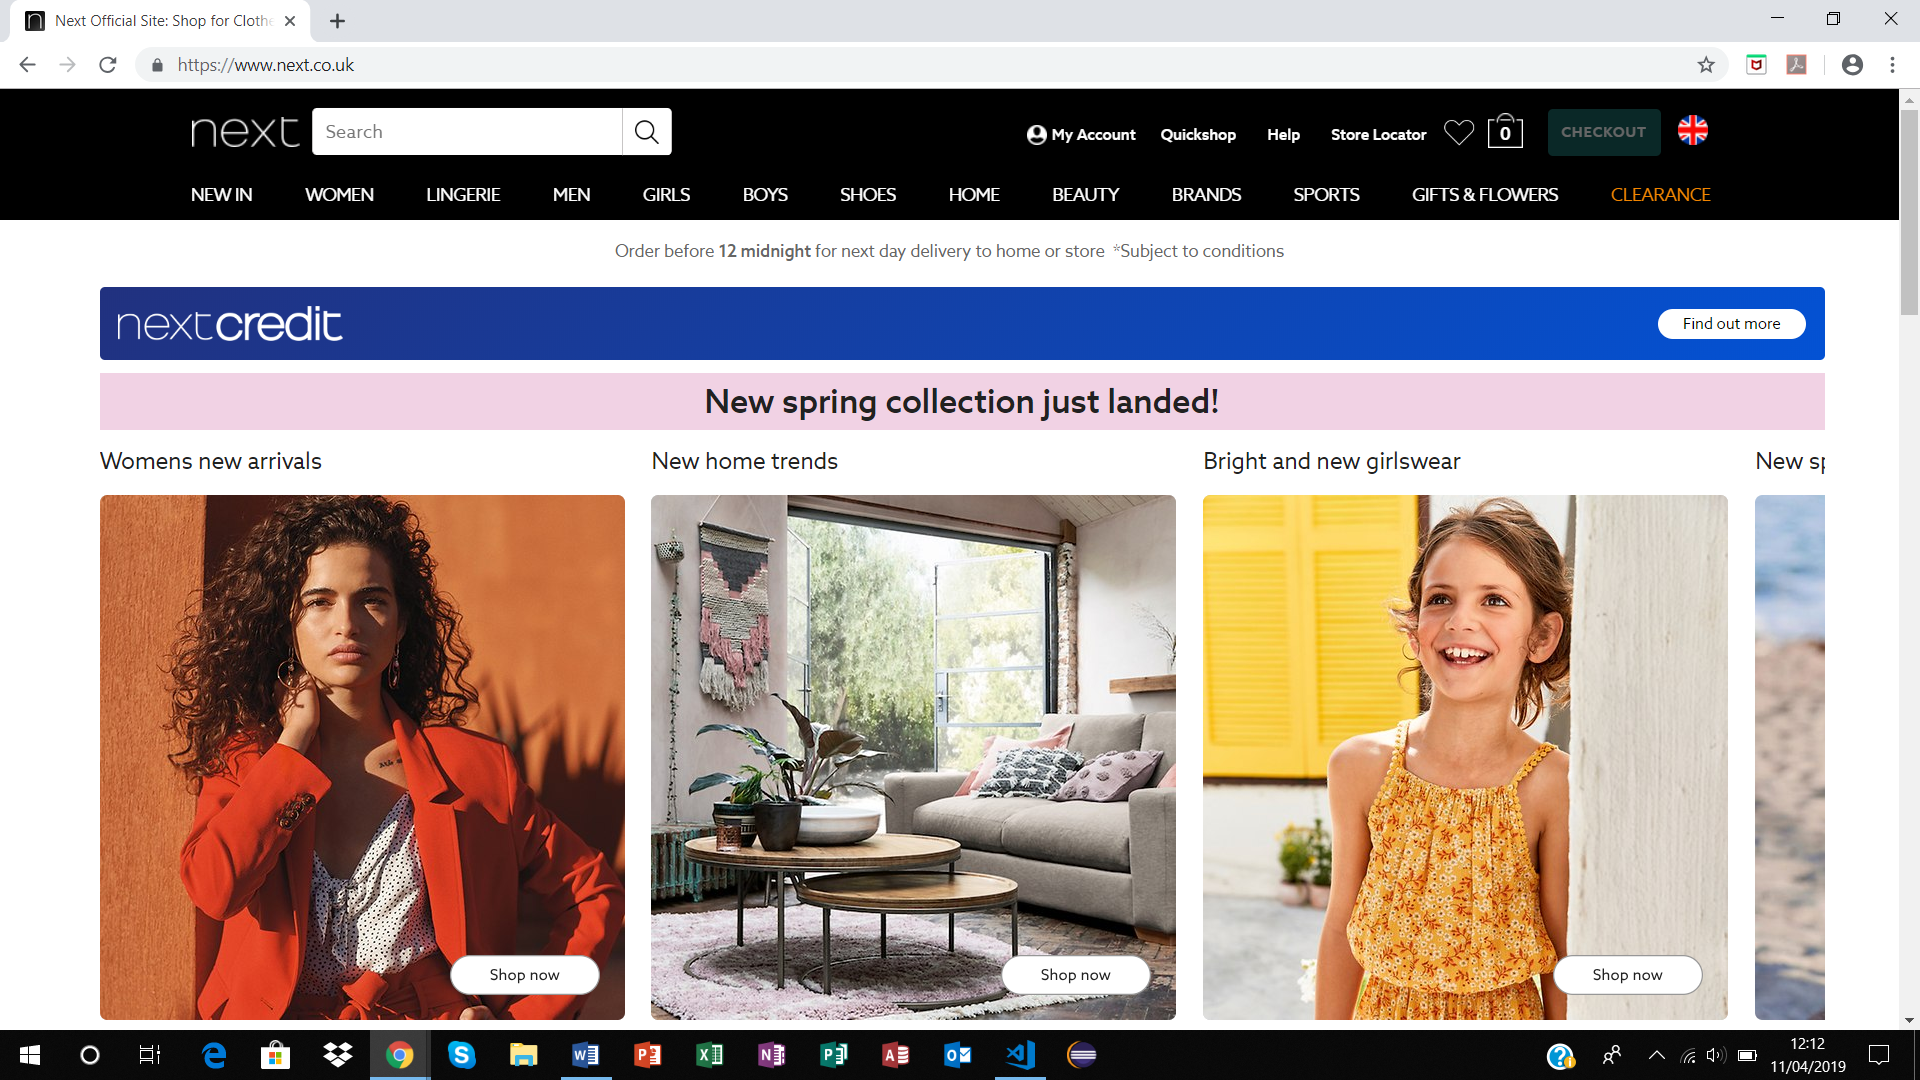 Next Official Site: Shop for Clothe
https://www.next.co.uk
next
Search
My Account
Quickshop
Help
Store Locator
0
CHECKOUT
NEW IN
WOMEN
LINGERIE
MEN
GIRLS
BOYS
SHOES
HOME
BEAUTY
BRANDS
SPORTS
GIFTS & FLOWERS
CLEARANCE
Order before 12 midnight for next day delivery to home or store *Subject to conditions
nextcredit
Find out more
New spring collection just landed!
Womens new arrivals
New home trends
Bright and new girlswear
New sp
Shop now
Shop now
Shop now
12:12
11/04/2019